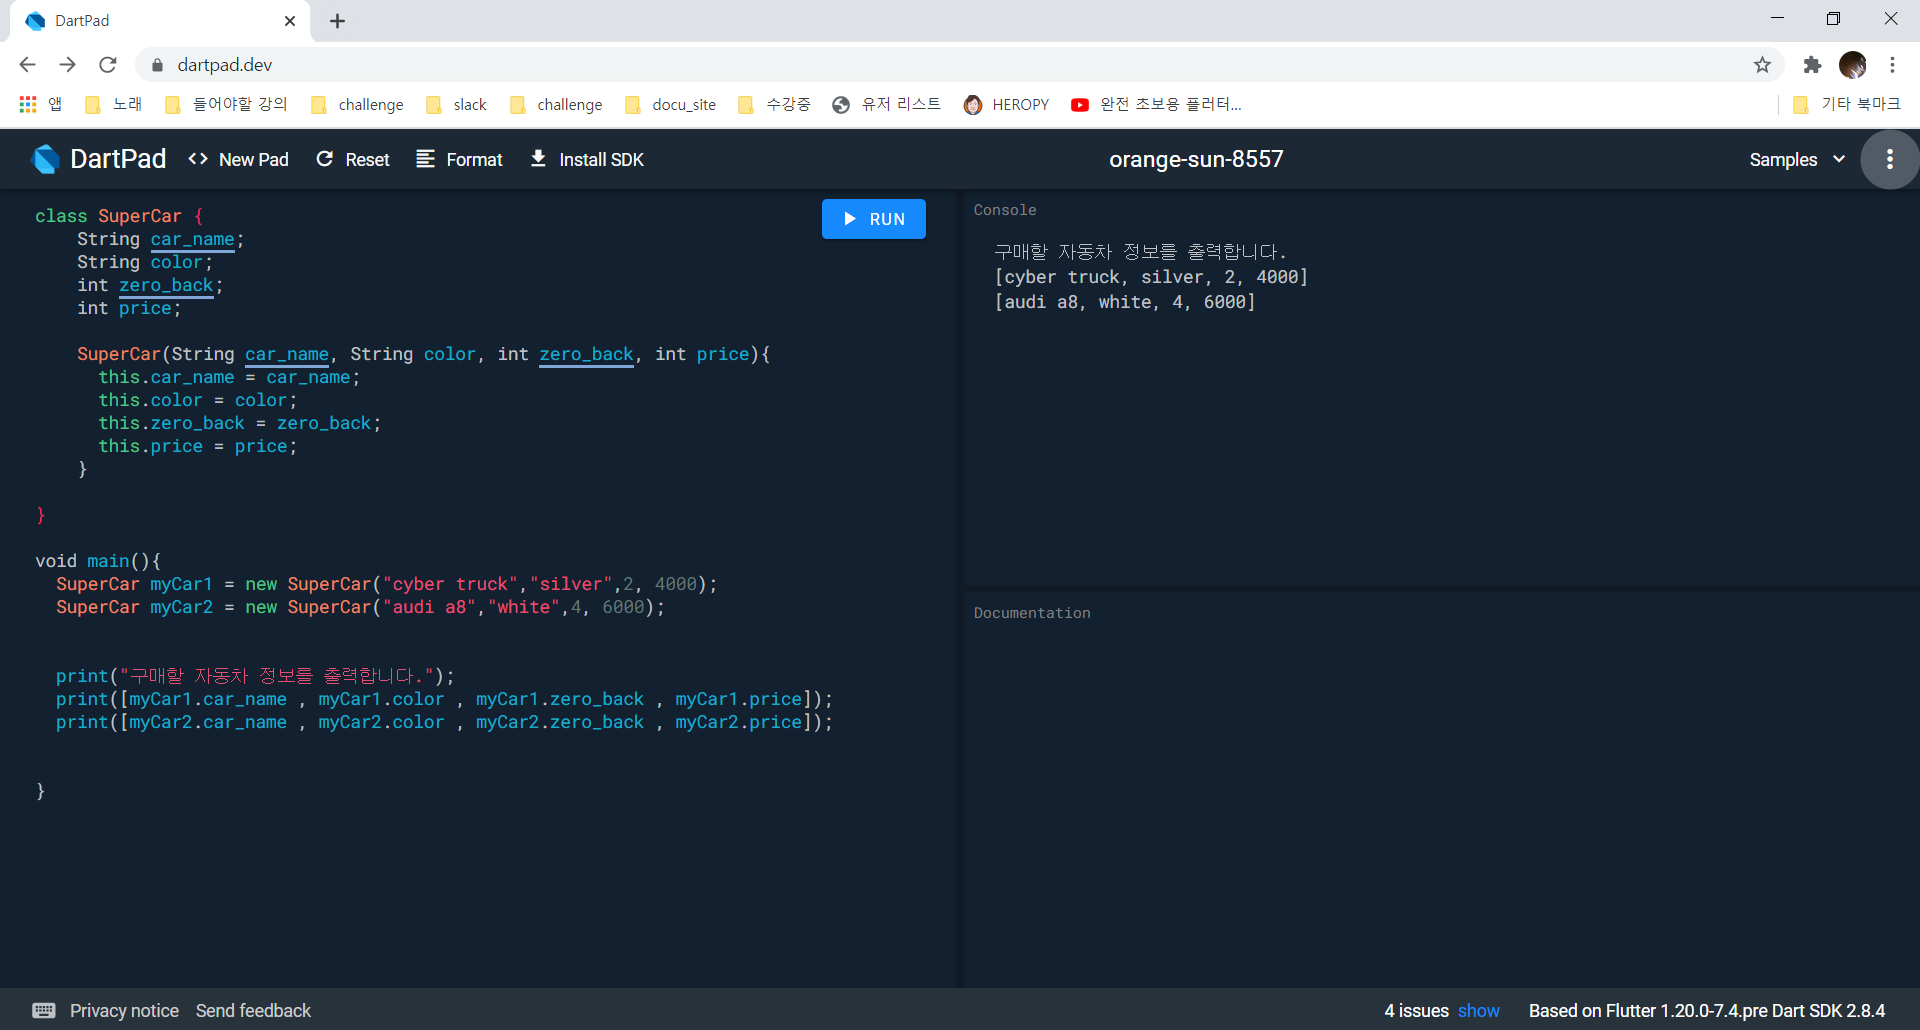 DartPad
dartpad.dev
앱 노래 들어야할 강의 challenge slack challenge docu_site 수강중 유저 리스트 HEROPY 완전 초보용 플러터... 기타 북마크
DartPad <> New Pad Reset Format Install SDK orange-sun-8557 Samples
class SuperCar {
RUN
String car_name;
String color;
int zero_back;
int price;
SuperCar(String car_name, String color, int zero_back, int price){
this.car_name = car_name;
this.color = color;
this.zero_back = zero_back;
this.price = price;
}
}
void main(){
SuperCar myCar1 = new SuperCar("cyber truck","silver",2, 4000);
SuperCar myCar2 = new SuperCar("audi a8","white",4, 6000);
print("구매할 자동차 정보를 출력합니다.");
print([myCar1.car_name , myCar1.color , myCar1.zero_back , myCar1.price]);
print([myCar2.car_name , myCar2.color , myCar2.zero_back , myCar2.price]);
}
Console
구매할 자동차 정보를 출력합니다.
[cyber truck, silver, 2, 4000]
[audi a8, white, 4, 6000]
Documentation
Privacy notice Send feedback 4 issues show Based on Flutter 1.20.0-7.4.pre Dart SDK 2.8.4